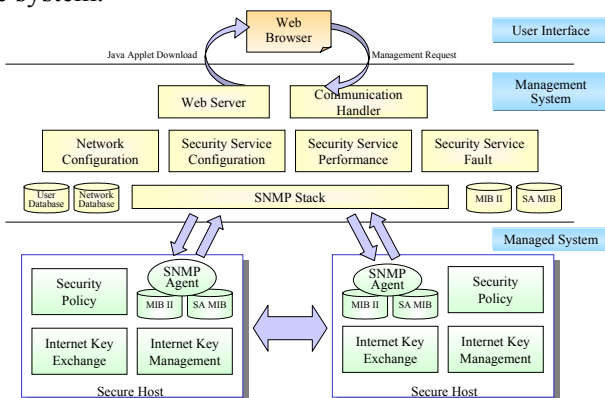 e system.
Web
Browser
User Interface
Java Applet Download
Management Request
Management
System
Web Server
Communication
Handler
Network
Configuration
Security Service
Configuration
Security Service
Performance
Security Service
Fault
User
Database
Network
Database
SNMP Stack
MIB II
SA MIB
Managed System
Security
Policy
SNMP
Agent
MIB II
SA MIB
Internet Key
Exchange
Internet Key
Management
Secure Host
SNMP
Agent
MIB II
SA MIB
Security
Policy
Internet Key
Exchange
Internet Key
Management
Secure Host